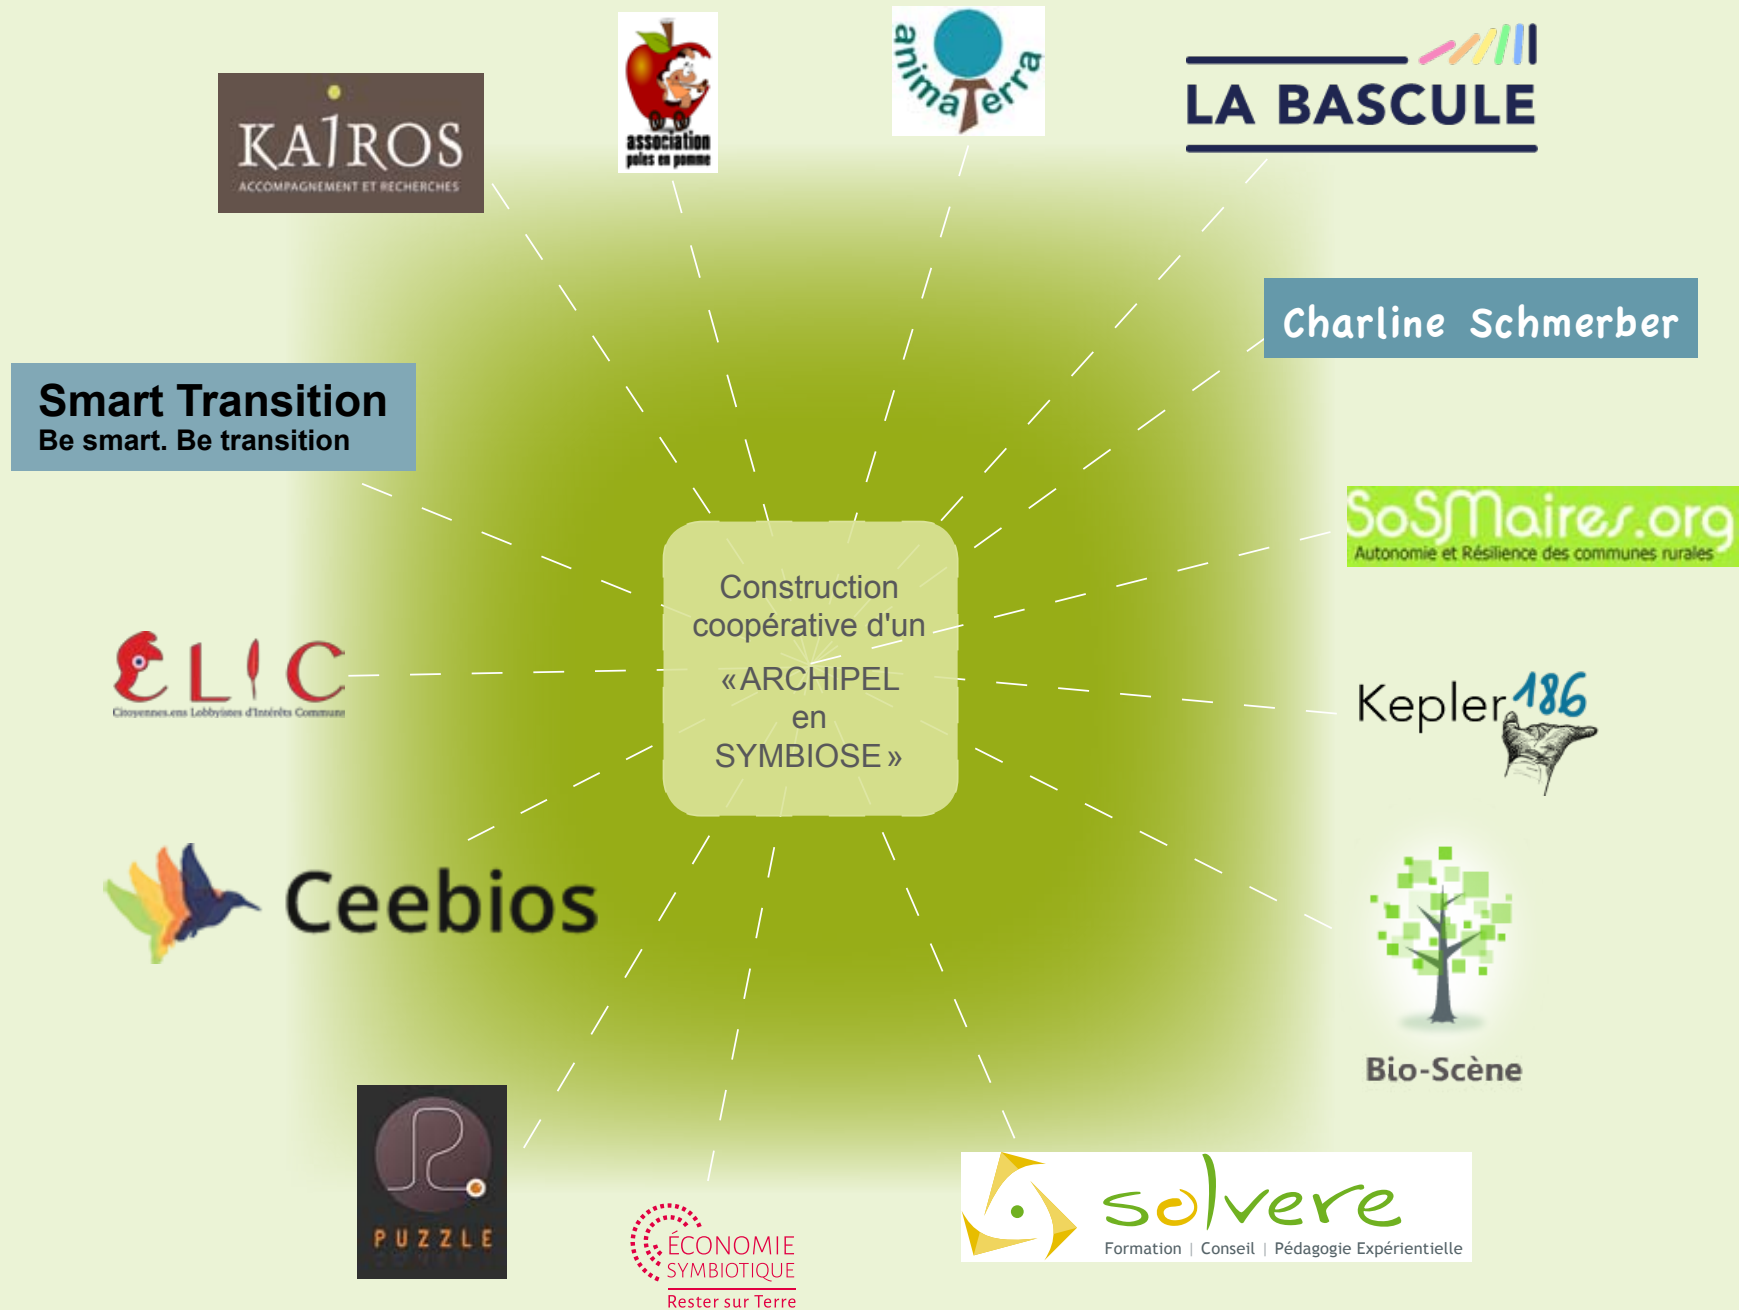 KAIROS
ACCOMPAGNEMENT ET RECHERCHES
association
poles en pomme
animaTerra
LA BASCULE
Charline Schmerber
Smart Transition
Be smart. Be transition
SoSMaires.org
Autonomie et Résilience des communes rurales
Construction
coopérative d'un
«ARCHIPEL
en
SYMBIOSE»
ELIC
Citoyennes.ens Lobbyistes d'Intérêts Communs
Kepler 186
Ceebios
Bio-Scène
PUZZLE
ÉCONOMIE
SYMBIOTIQUE
Rester sur Terre
solvere
Formation | Conseil | Pédagogie Expérientielle